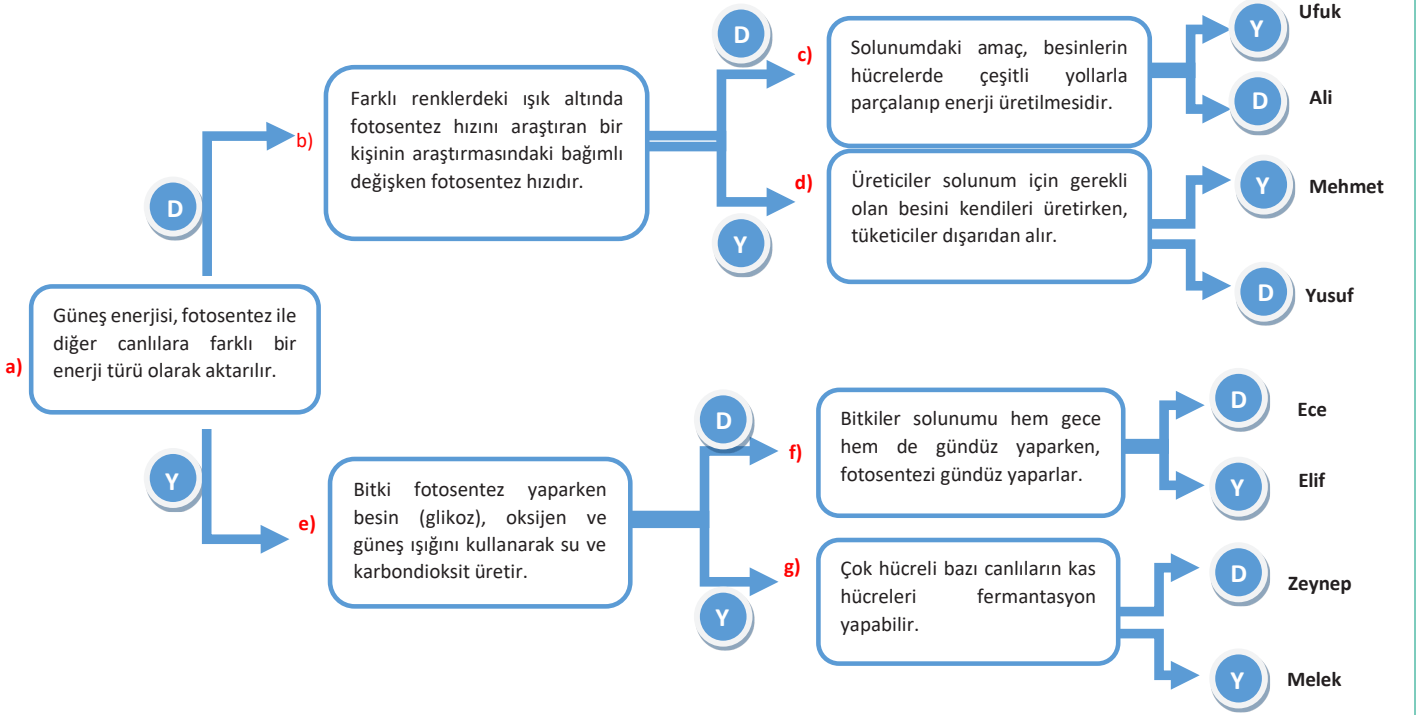 a)
Güneş enerjisi, fotosentez ile
diğer canlılara farklı bir
enerji türü olarak aktarılır.
D
b)
Farklı renklerdeki ışık altında
fotosentez hızını araştıran bir
kişinin araştırmasındaki bağımlı
değişken fotosentez hızıdır.
D
c)
Solunumdaki amaç, besinlerin
hücrelerde çeşitli yollarla
parçalanıp enerji üretilmesidir.
Y
Ufuk
D
Ali
Y
d)
Üreticiler solunum için gerekli
olan besini kendileri üretirken,
tüketiciler dışarıdan alır.
Y
Mehmet
D
Yusuf
Y
e)
Bitki fotosentez yaparken
besin (glikoz), oksijen ve
güneş ışığını kullanarak su ve
karbondioksit üretir.
D
f)
Bitkiler solunumu hem gece
hem de gündüz yaparken,
fotosentezi gündüz yaparlar.
D
Ece
Y
Elif
Y
g)
Çok hücreli bazı canlıların kas
hücreleri fermantasyon
yapabilir.
D
Zeynep
Y
Melek